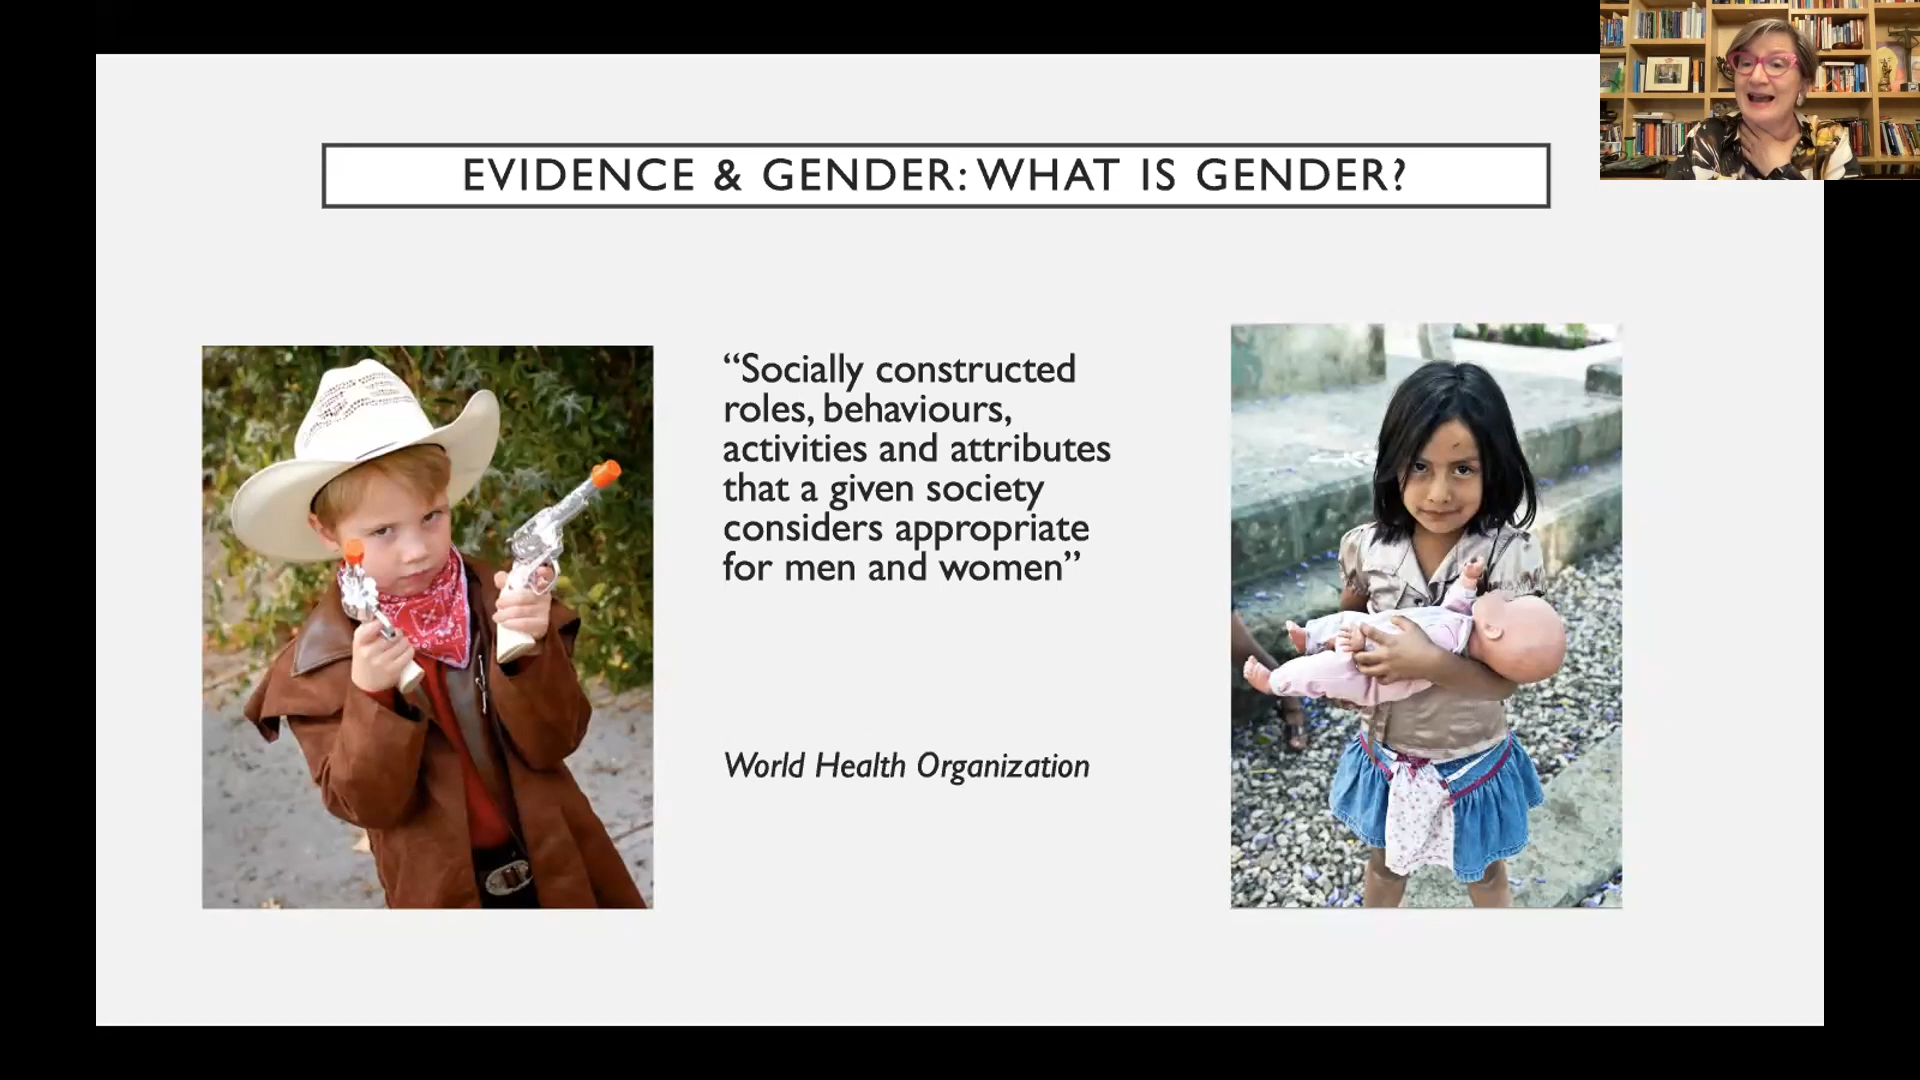 EVIDENCE & GENDER: WHAT IS GENDER?
“Socially constructed
roles, behaviours,
activities and attributes
that a given society
considers appropriate
for men and women”
World Health Organization